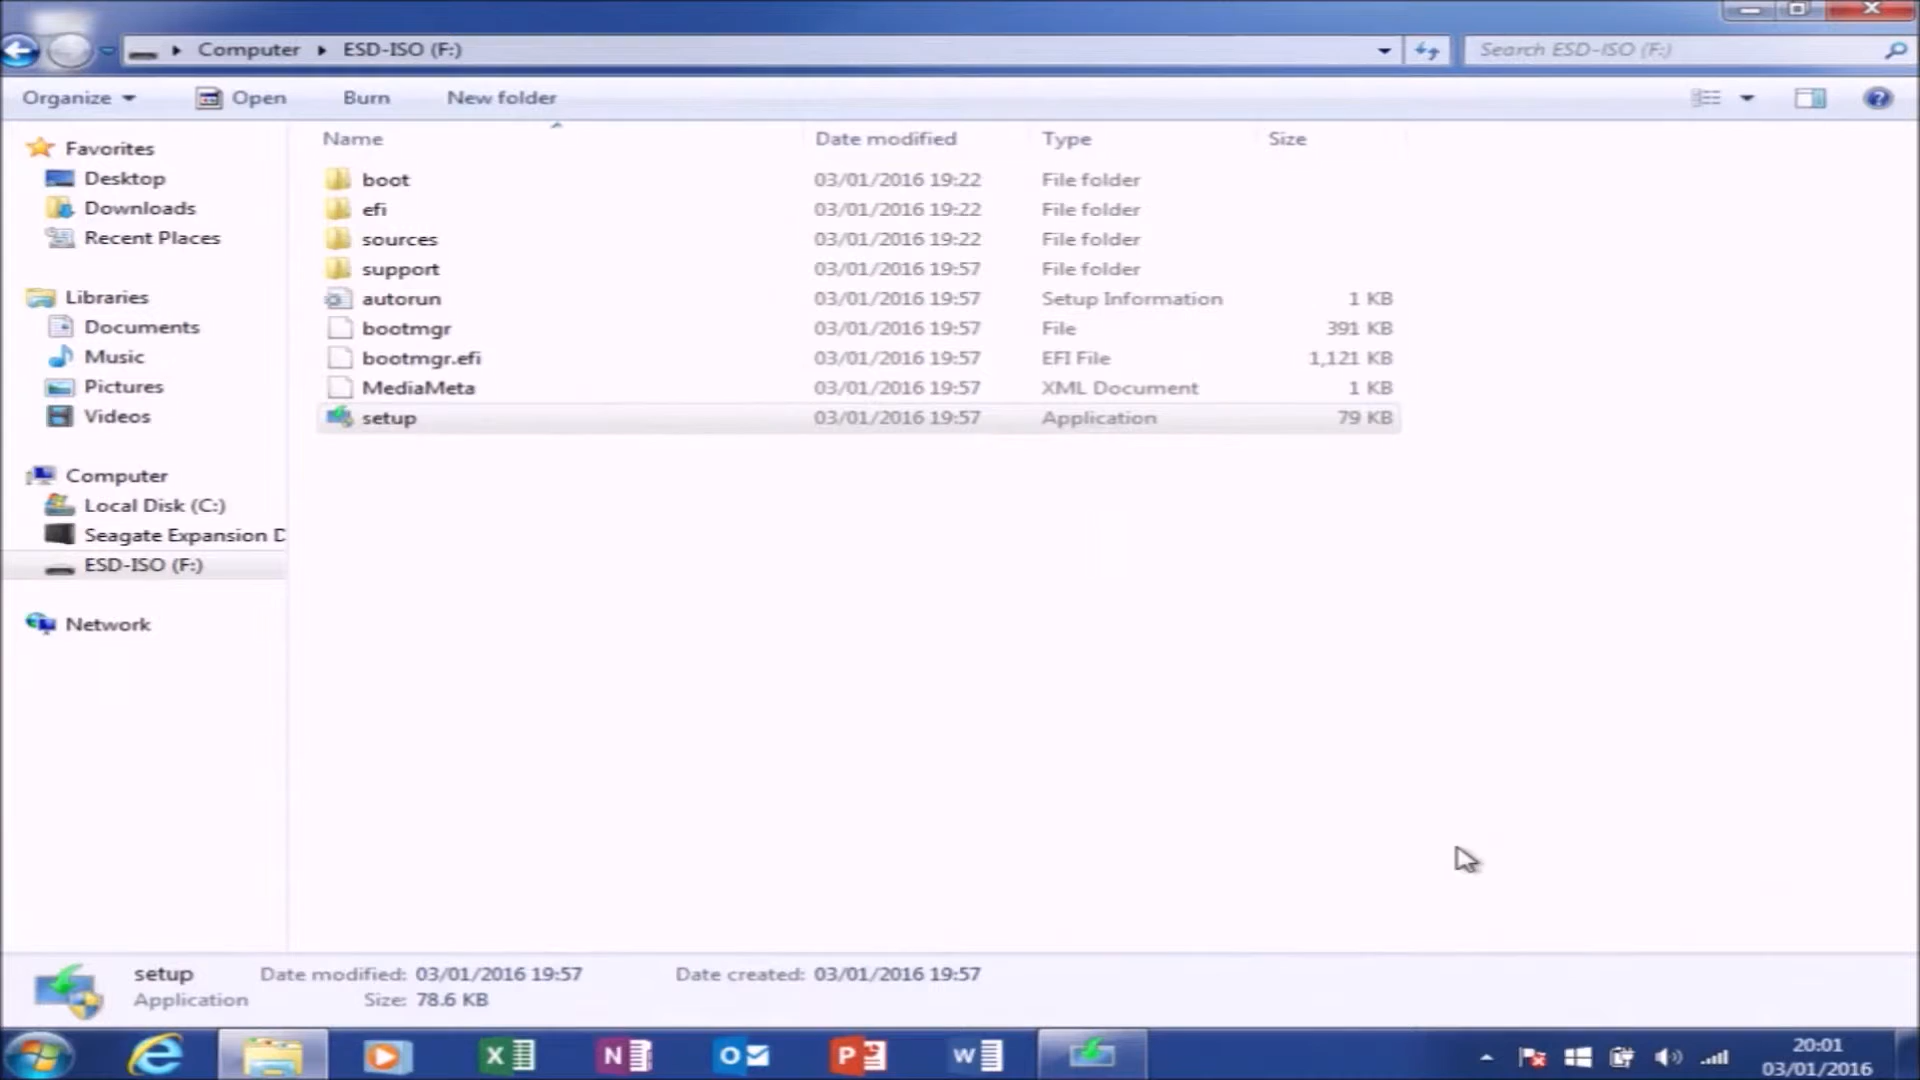 Computer ESD-ISO (F:) Search ESD-ISO (F:)
Organize Open Burn New folder
Name Date modified Type Size
Favorites
Desktop
Downloads
Recent Places
Libraries
Documents
Music
Pictures
Videos
Computer
Local Disk (C:)
Seagate Expansion D
ESD-ISO (F:)
Network
boot 03/01/2016 19:22 File folder
efi 03/01/2016 19:22 File folder
sources 03/01/2016 19:22 File folder
support 03/01/2016 19:57 File folder
autorun 03/01/2016 19:57 Setup Information 1 KB
bootmgr 03/01/2016 19:57 File 391 KB
bootmgr.efi 03/01/2016 19:57 EFI File 1,121 KB
MediaMeta 03/01/2016 19:57 XML Document 1 KB
setup 03/01/2016 19:57 Application 79 KB
setup Date modified: 03/01/2016 19:57 Date created: 03/01/2016 19:57
Application Size: 78.6 KB
20:01
03/01/2016